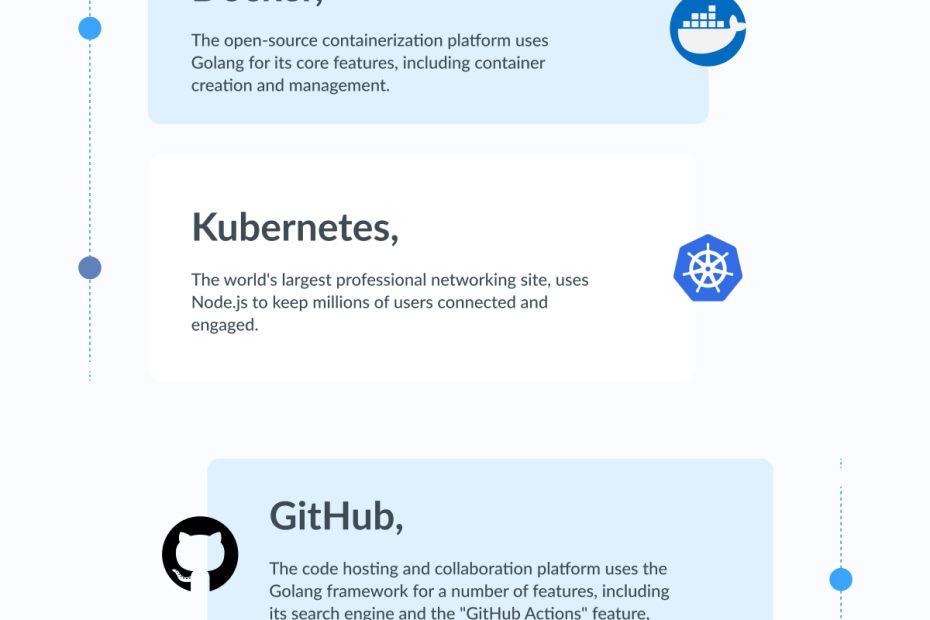 Docker,
The open-source containerization platform uses
Golang for its core features, including container
creation and management.
Kubernetes,
The world's largest professional networking site, uses
Node.js to keep millions of users connected and
engaged.
GitHub,
The code hosting and collaboration platform uses the
Golang framework for a number of features, including
its search engine and the "GitHub Actions" feature,